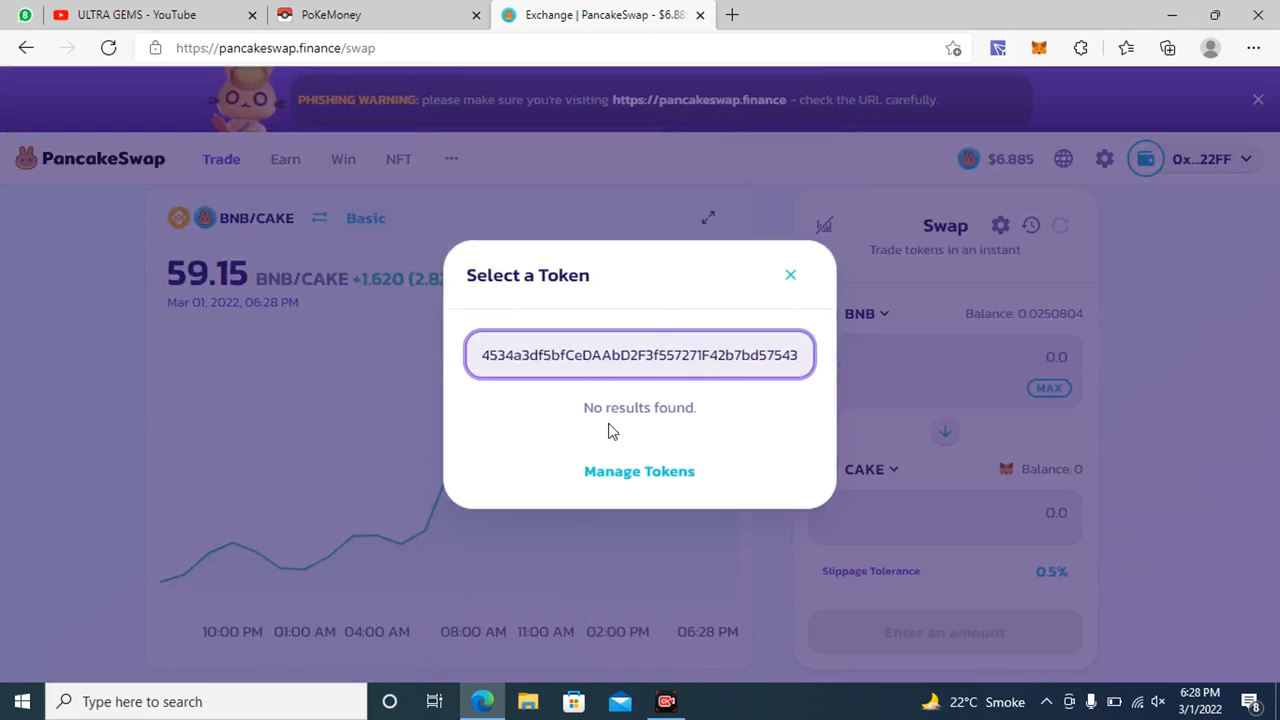 8
ULTRA GEMS - YouTube
PoKeMoney
Exchange | PancakeSwap - $6.88
https://pancakeswap.finance/swap
PHISHING WARNING: please make sure you're visiting https://pancakeswap.finance - check the URL carefully.
PancakeSwap
Trade
Earn
Win
NFT
$6.885
0x...22FF
BNB/CAKE
Basic
59.15 BNB/CAKE +1.620 (2.82
Mar 01, 2022, 06:28 PM
Swap
Trade tokens in an instant
Select a Token
4534a3df5bfCeDAAbD2F3f557271F42b7bd57543
No results found.
Manage Tokens
BNB
Balance: 0.0250804
0.0
MAX
CAKE
Balance: 0
0.0
Slippage Tolerance
0.5%
Enter an amount
10:00 PM 01:00 AM 04:00 AM 08:00 AM 11:00 AM 02:00 PM 06:28 PM
Type here to search
22°C Smoke
6:28 PM
3/1/2022
8